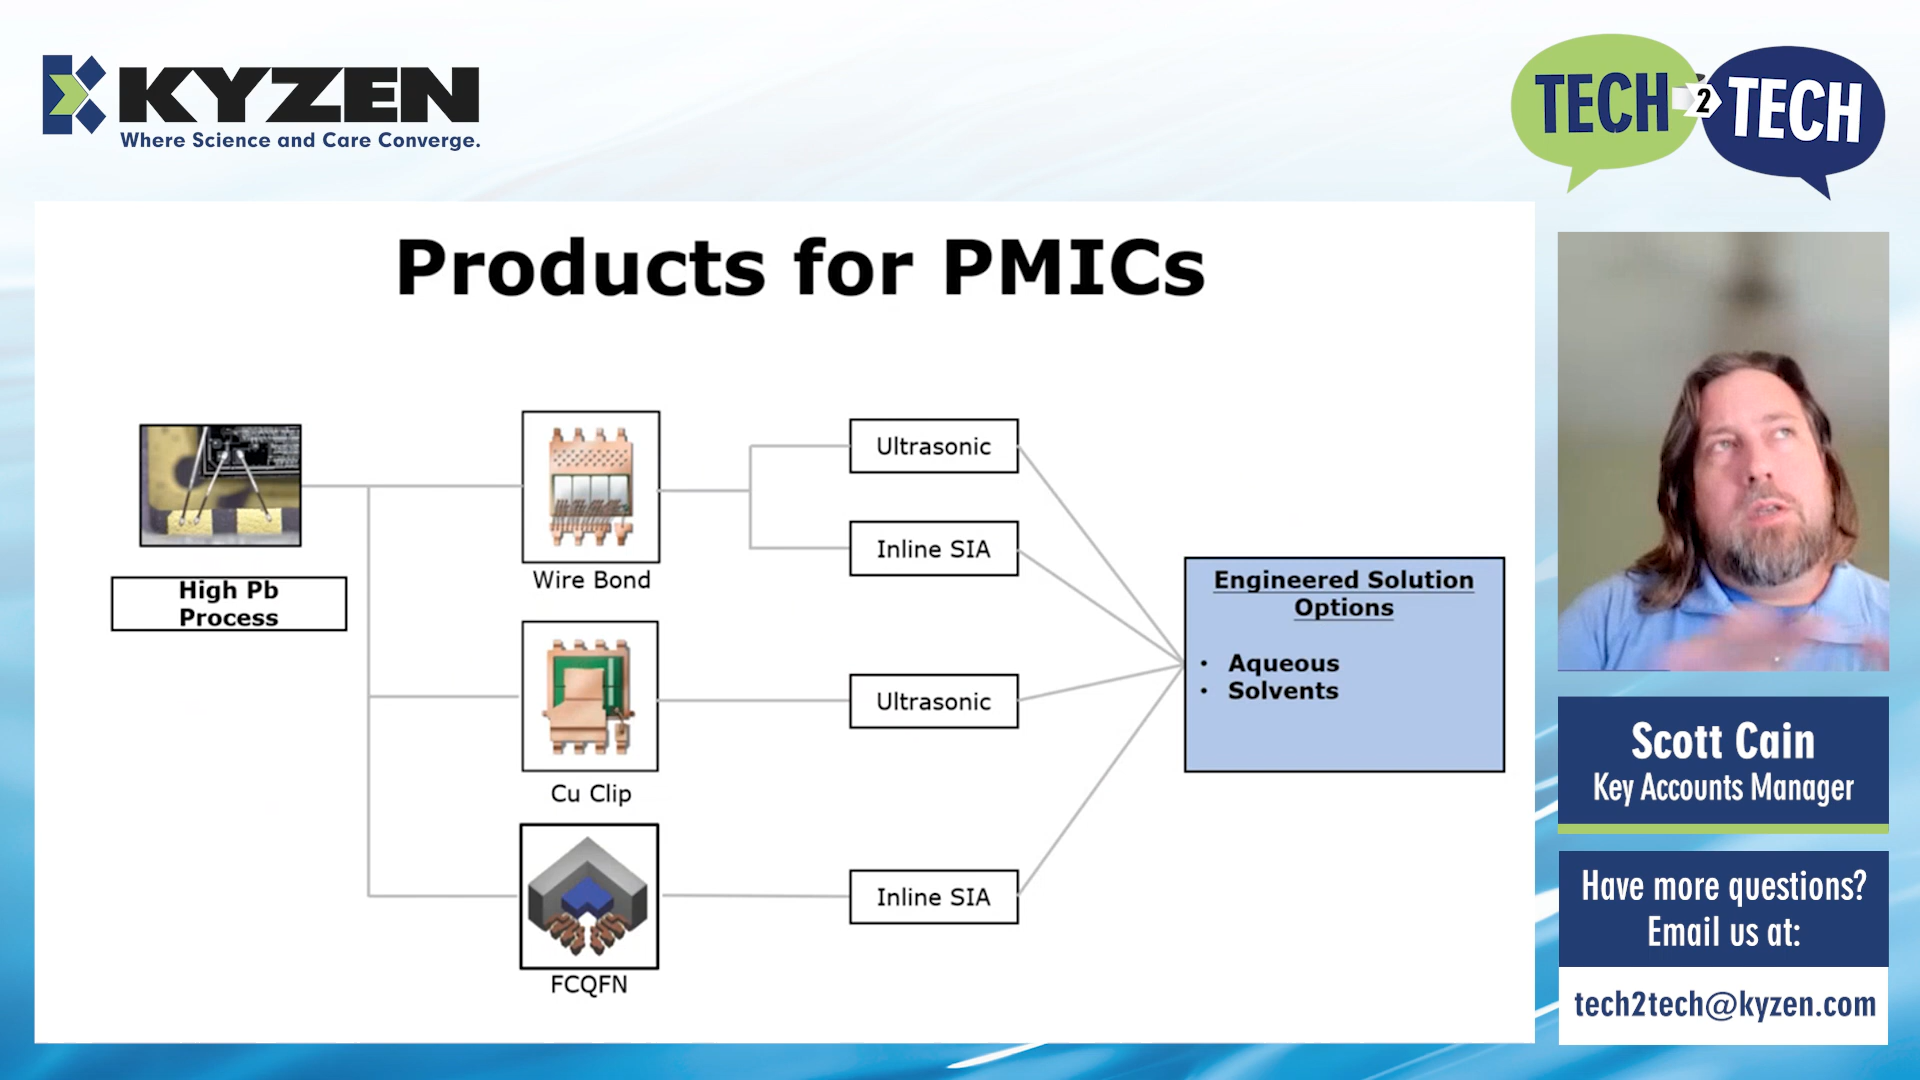 KYZEN
Where Science and Care Converge.
TECH 2 TECH
Products for PMICs
High Pb
Process
Wire Bond
Cu Clip
FCQFN
Ultrasonic
Inline SIA
Ultrasonic
Inline SIA
Engineered Solution
Options
• Aqueous
• Solvents
Scott Cain
Key Accounts Manager
Have more questions?
Email us at:
tech2tech@kyzen.com